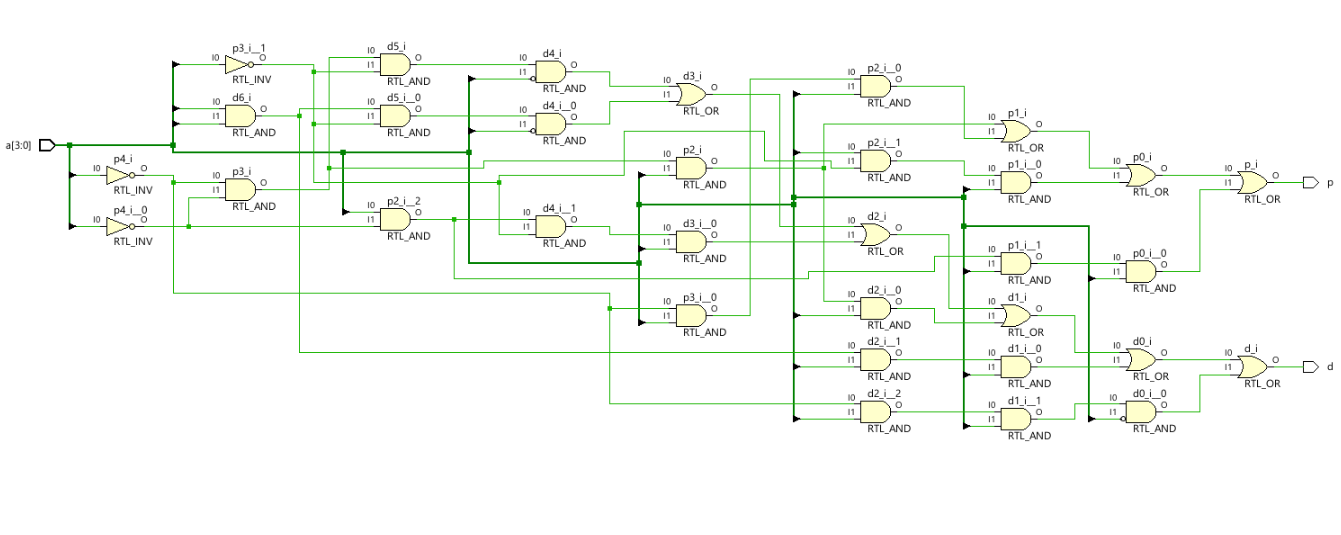 a[3:0]
p3_i__1
I0 O
RTL_INV
d6_i
I0 O
I1
RTL_AND
p4_i
I0 O
RTL_INV
p4_i__0
I0 O
RTL_INV
p3_i
I0 O
I1
RTL_AND
d5_i
I0 O
I1
RTL_AND
d5_i__0
I0 O
I1
RTL_AND
p2_i__2
I0 O
I1
RTL_AND
d4_i
I0 O
I1
RTL_AND
d4_i__0
I0 O
I1
RTL_AND
d4_i__1
I0 O
I1
RTL_AND
d3_i
I0 O
I1
RTL_OR
p2_i
I0 O
I1
RTL_AND
d3_i__0
I0 O
I1
RTL_AND
p3_i__0
I0 O
I1
RTL_AND
p2_i__0
I0 O
I1
RTL_AND
p2_i__1
I0 O
I1
RTL_AND
d2_i
I0 O
I1
RTL_OR
d2_i__0
I0 O
I1
RTL_AND
d2_i__1
I0 O
I1
RTL_AND
d2_i__2
I0 O
I1
RTL_AND
p1_i
I0 O
I1
RTL_OR
p1_i__0
I0 O
I1
RTL_AND
p1_i__1
I0 O
I1
RTL_AND
d1_i
I0 O
I1
RTL_OR
d1_i__0
I0 O
I1
RTL_AND
d1_i__1
I0 O
I1
RTL_AND
p0_i
I0 O
I1
RTL_OR
p0_i__0
I0 O
I1
RTL_AND
d0_i
I0 O
I1
RTL_OR
d0_i__0
I0 O
I1
RTL_AND
p_i
I0 O
I1
RTL_OR
p
d_i
I0 O
I1
RTL_OR
d